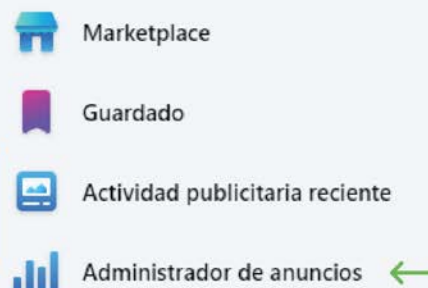 Marketplace
Guardado
Actividad publicitaria reciente
Administrador de anuncios